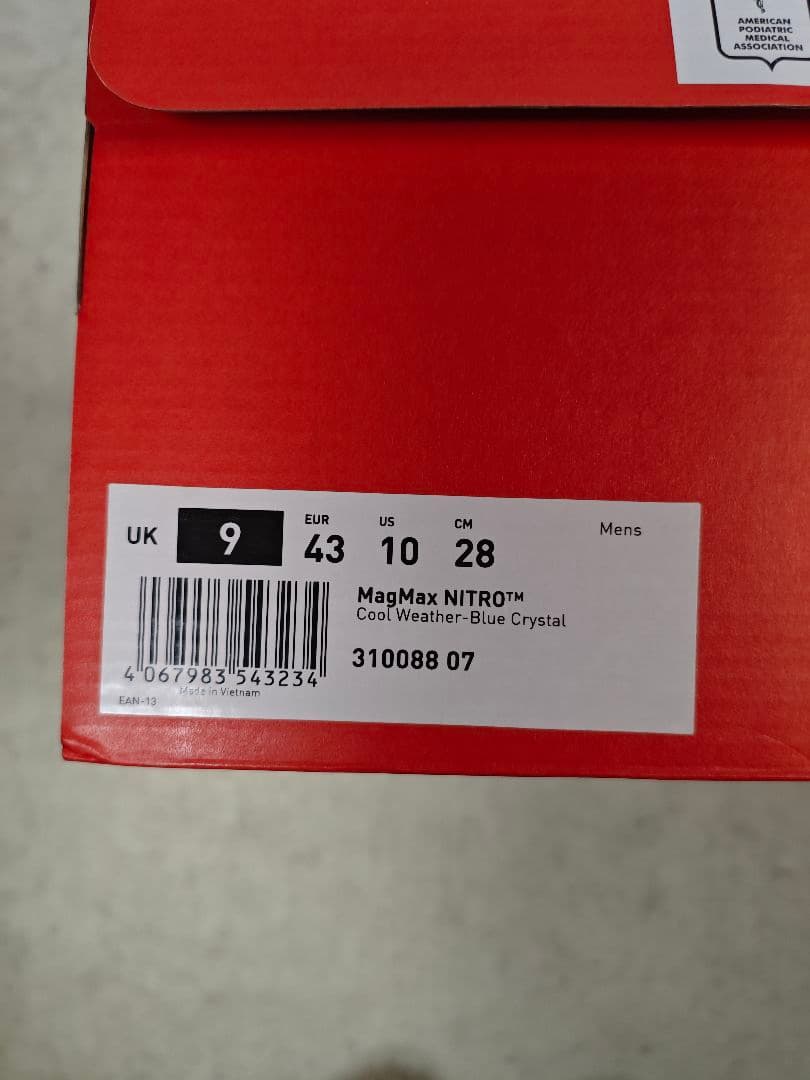 AMERICAN
PODIATRIC
MEDICAL
ASSOCIATION
UK 9 EUR 43 US 10 CM 28 Mens
MagMax NITRO™
Cool Weather-Blue Crystal
310088 07
4 067983 543234
Made in Vietnam
EAN-13